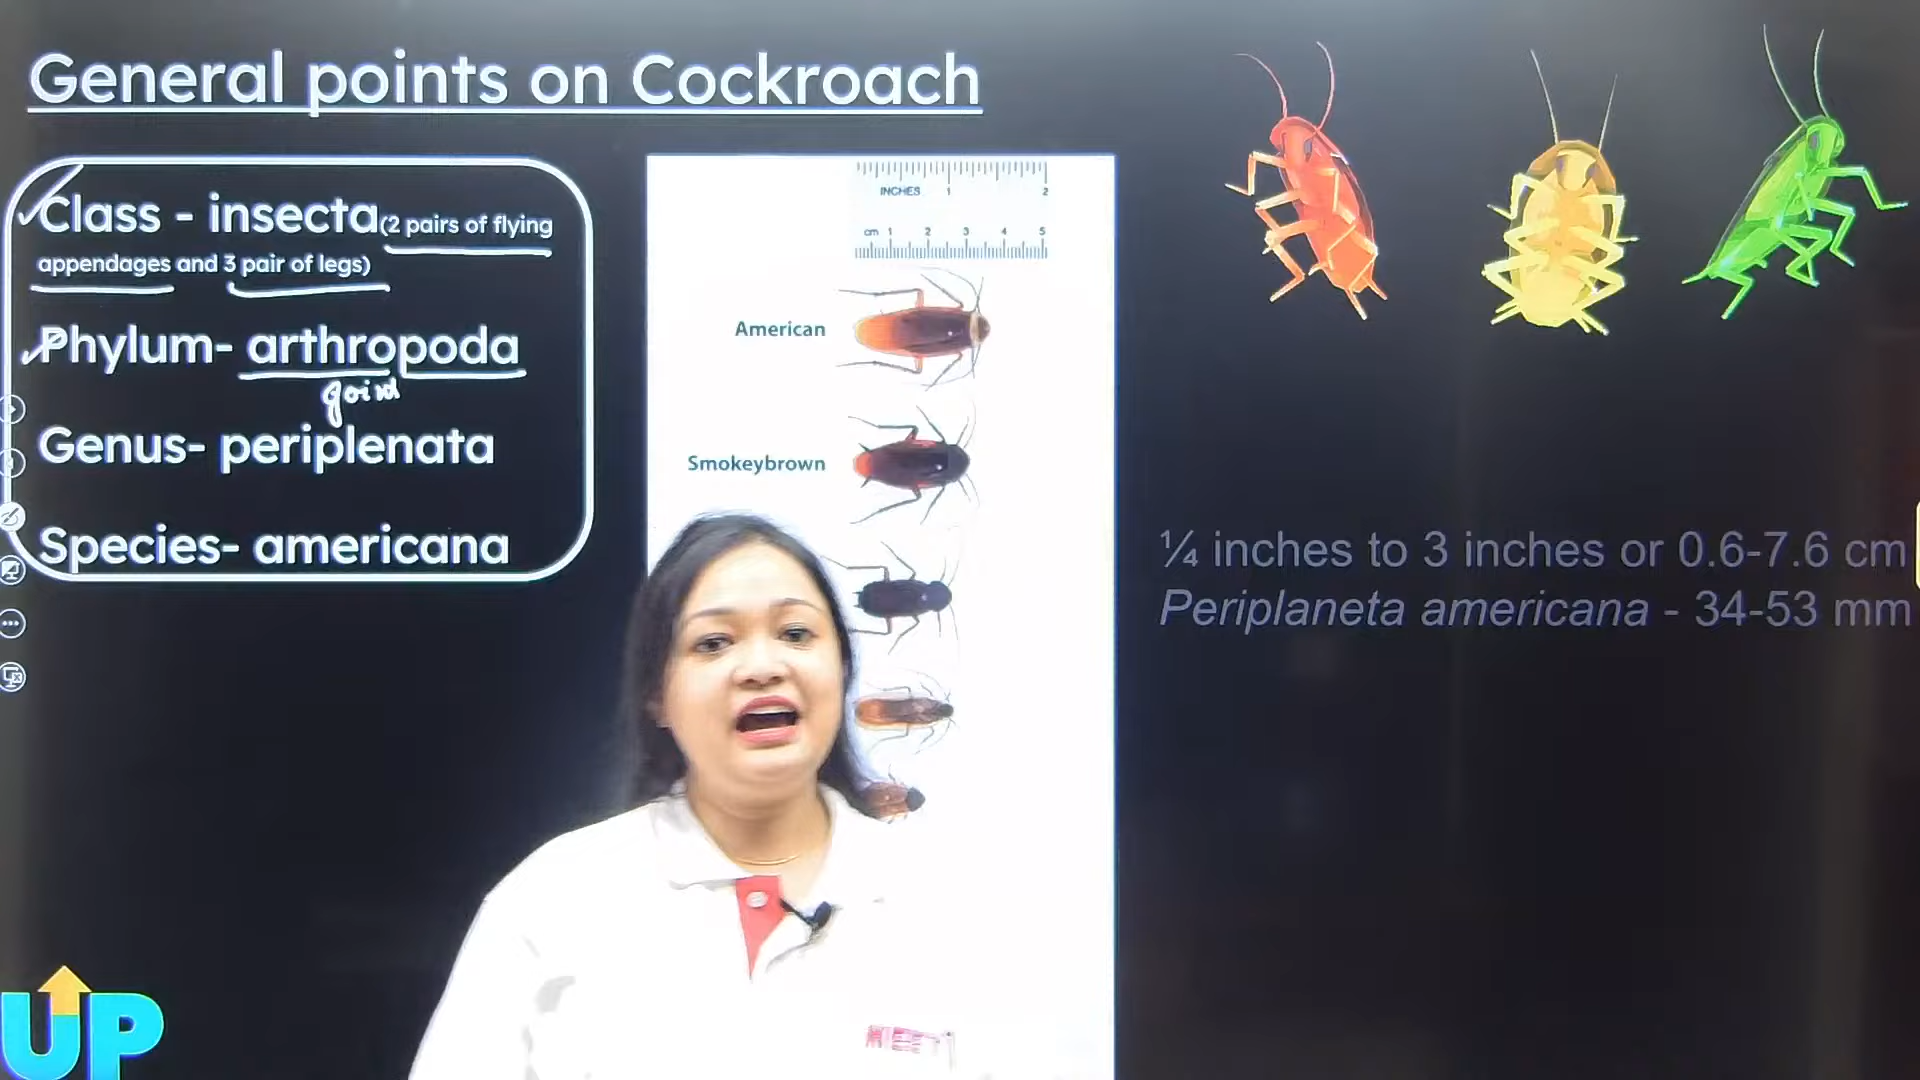 General points on Cockroach
Class - insecta(2 pairs of flying
appendages and 3 pair of legs)
Phylum- arthropoda
joint
Genus- periplenata
Species- americana
INCHES 1 2
cm 1 2 3 4 5
American
Smokeybrown
¼ inches to 3 inches or 0.6-7.6 cm
Periplaneta americana - 34-53 mm
UP